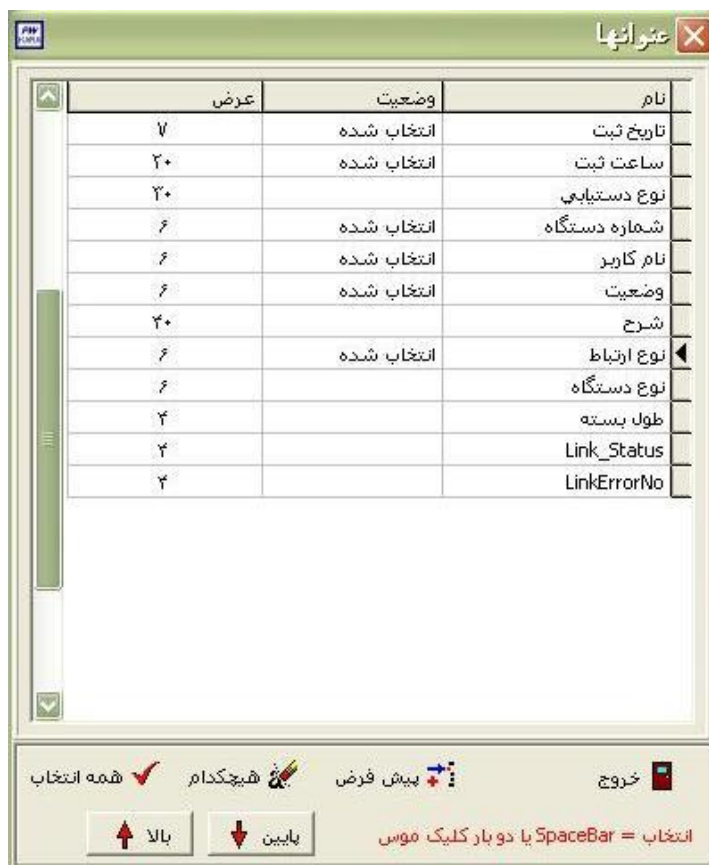 عنوانها
نام وضعیت عرض
تاریخ ثبت انتخاب شده ۷
ساعت ثبت انتخاب شده ۲۰
نوع دستیابی ۳۰
شماره دستگاه انتخاب شده ۶
نام کاربر انتخاب شده ۶
وضعیت انتخاب شده ۶
شرح ۴۰
نوع ارتباط انتخاب شده ۶
نوع دستگاه ۶
طول بسته ۴
Link_Status ۴
LinkErrorNo ۴
خروج پیش فرض هیچکدام همه انتخاب
انتخاب = SpaceBar یا دو بار کلیک موس پایین بالا